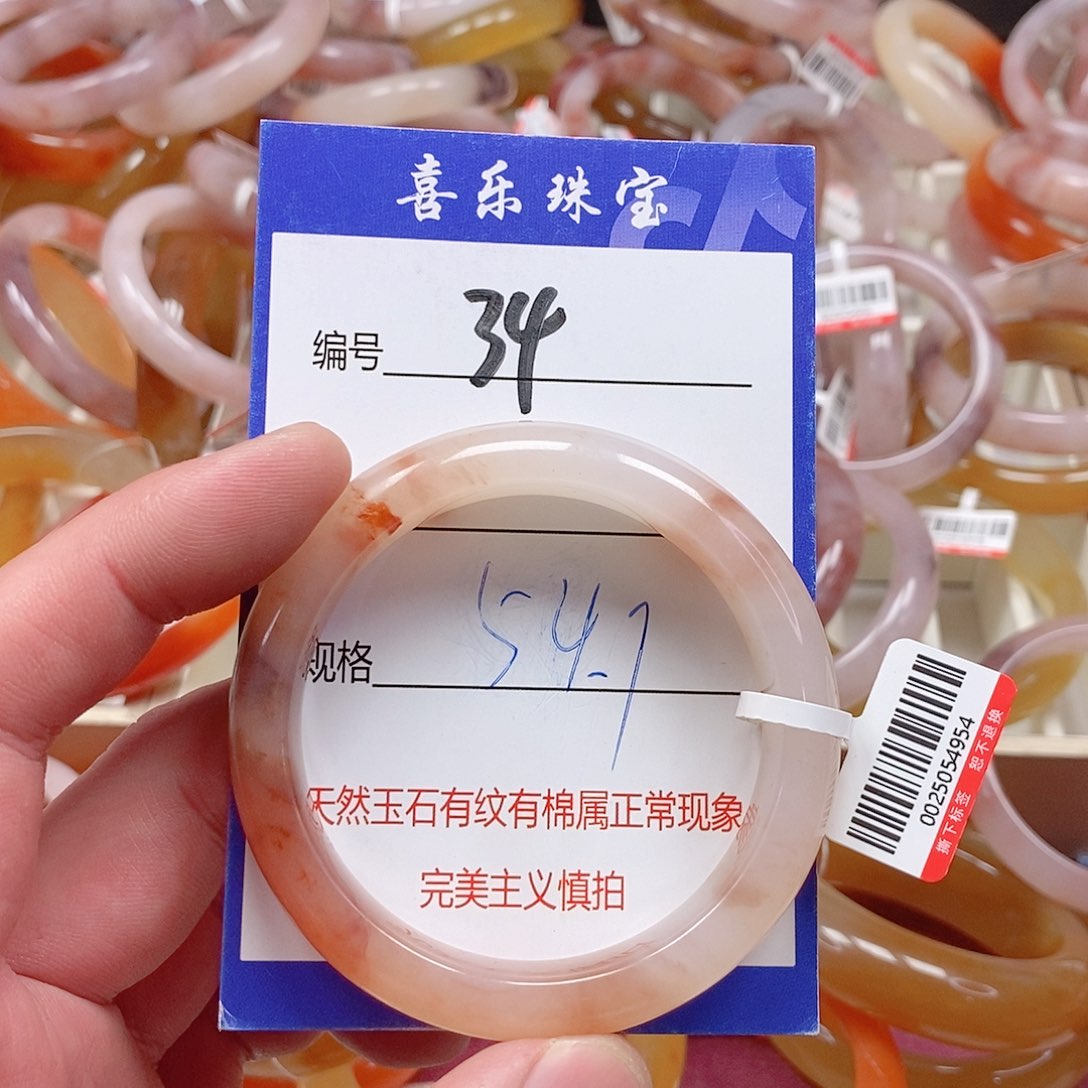 喜乐珠宝
编号 34
规格 54.7
天然玉石有纹有棉属正常现象
完美主义慎拍
0025054954
撕下标签 恕不退换